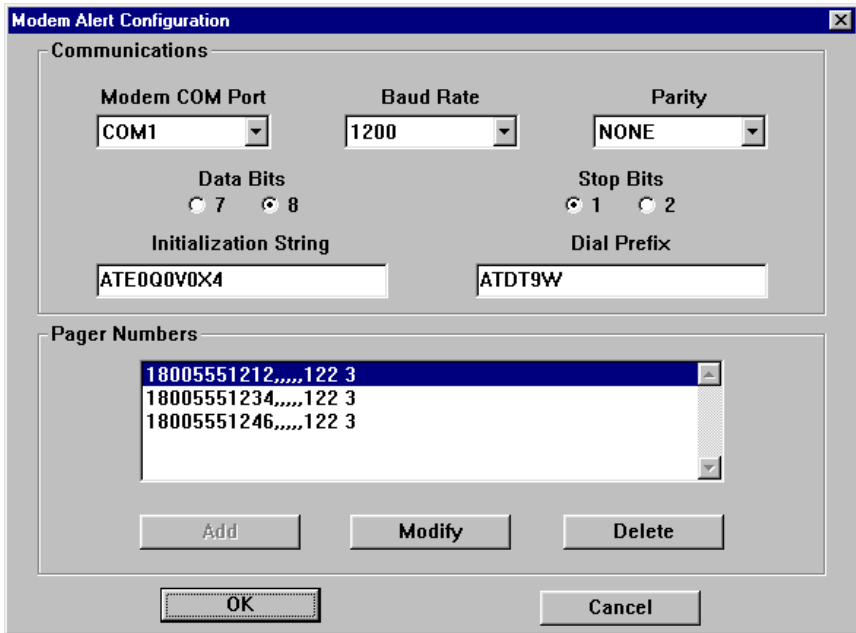 Modem Alert Configuration
Communications
Modem COM Port Baud Rate Parity
COM1 1200 NONE
Data Bits Stop Bits
7 8 1 2
Initialization String Dial Prefix
ATE0Q0V0X4 ATDT9W
Pager Numbers
18005551212,,,,,122 3
18005551234,,,,,122 3
18005551246,,,,,122 3
Add Modify Delete
OK Cancel